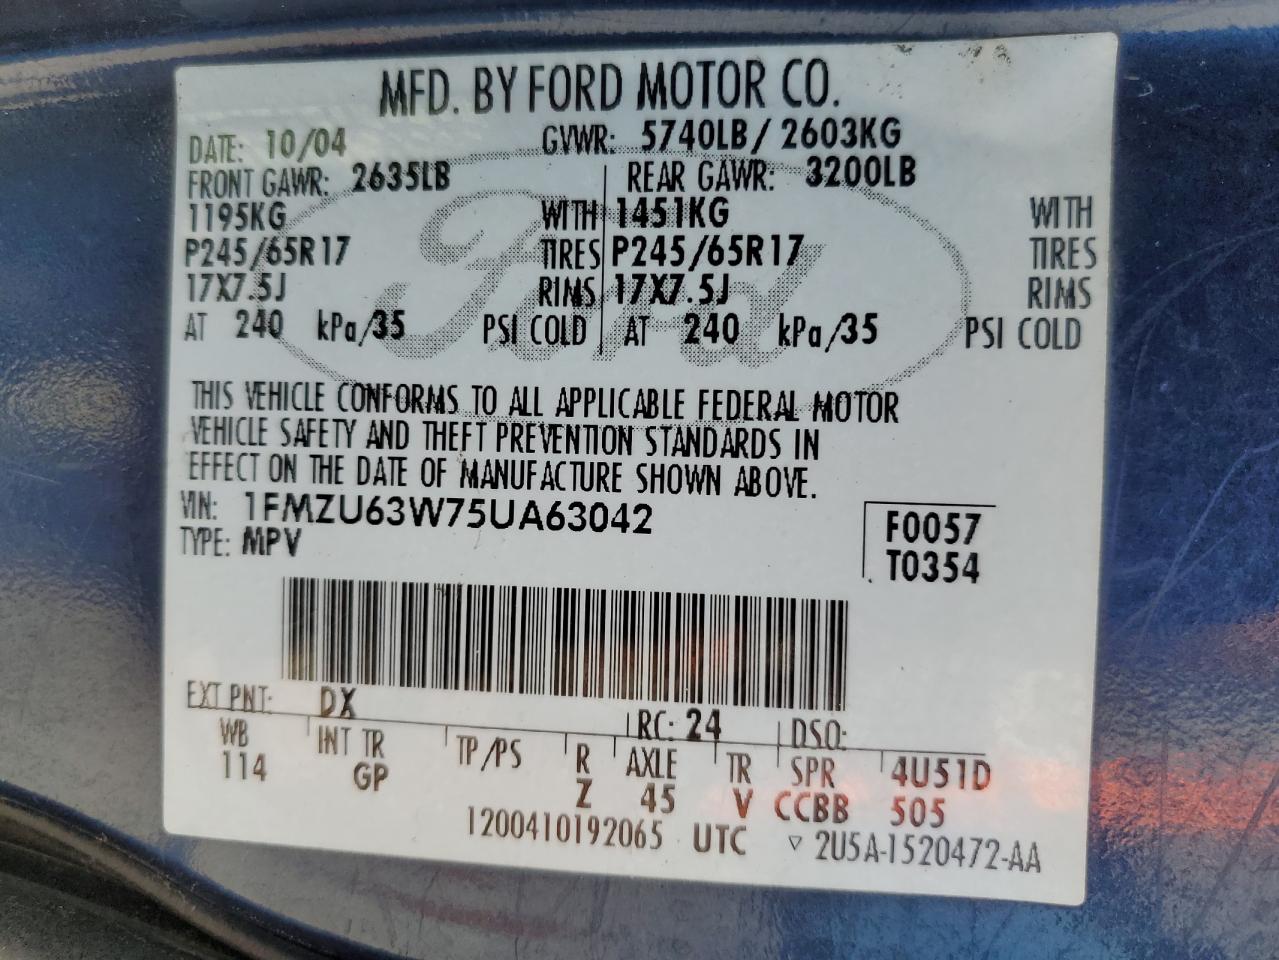 MFD. BY FORD MOTOR CO.
DATE: 10/04 GVWR: 5740LB/ 2603KG
FRONT GAWR: 2635LB REAR GAWR: 3200LB
1195KG WITH 1451KG WITH
P245/65R17 TIRES P245/65R17 TIRES
17X7.5J RIMS 17X7.5J RIMS
AT 240 kPa/35 PSI COLD AT 240 kPa/35 PSI COLD
Ford
THIS VEHICLE CONFORMS TO ALL APPLICABLE FEDERAL MOTOR
VEHICLE SAFETY AND THEFT PREVENTION STANDARDS IN
EFFECT ON THE DATE OF MANUFACTURE SHOWN ABOVE.
VIN: 1FMZU63W75UA63042 F0057
TYPE: MPV T0354
EXT PNT: DX RC: 24 DSO:
WB INT TR TP/PS R AXLE TR SPR 4U51D
114 GP Z 45 V CCBB 505
1200410192065 UTC ▽ 2U5A-1520472-AA